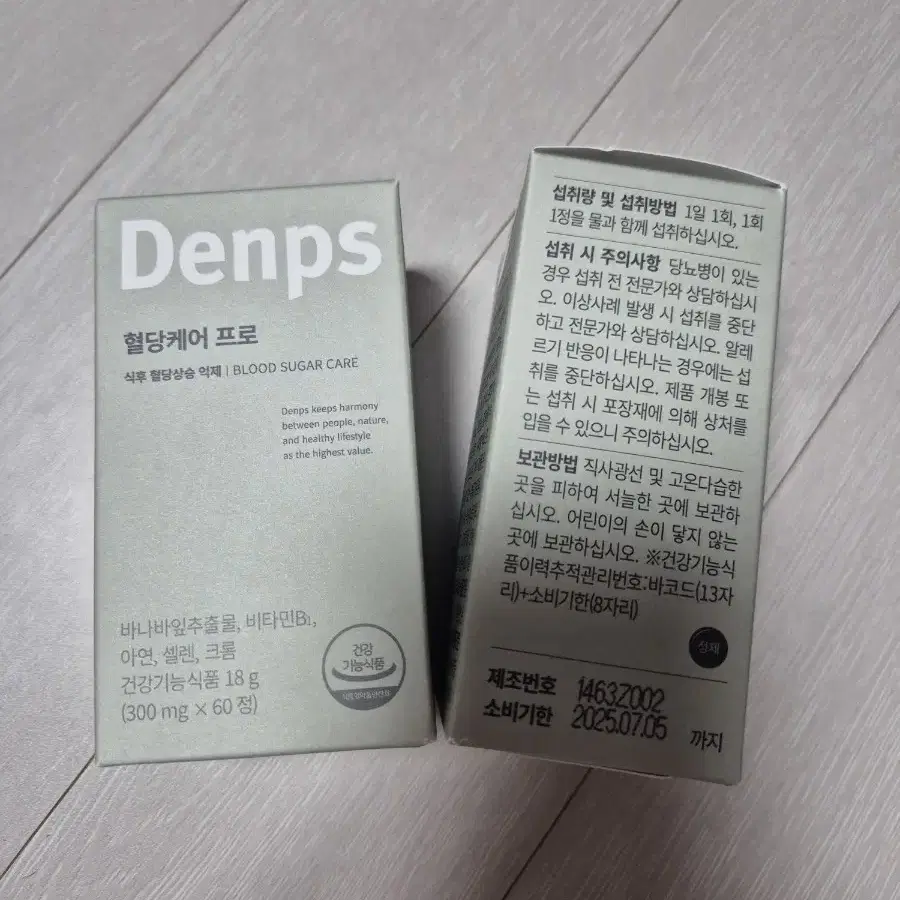 Denps
혈당케어 프로
식후 혈당상승 억제 | BLOOD SUGAR CARE
Denps keeps harmony
between people, nature,
and healthy lifestyle
as the highest value.
바나바잎추출물, 비타민B₁,
아연, 셀렌, 크롬
건강기능식품 18 g
(300 mg × 60 정)
건강
기능식품
섭취량 및 섭취방법 1일 1회, 1회
1정을 물과 함께 섭취하십시오.
섭취 시 주의사항 당뇨병이 있는
경우 섭취 전 전문가와 상담하십시
오. 이상사례 발생 시 섭취를 중단
하고 전문가와 상담하십시오. 알레
르기 반응이 나타나는 경우에는 섭
취를 중단하십시오. 제품 개봉 또
는 섭취 시 포장재에 의해 상처를
입을 수 있으니 주의하십시오.
보관방법 직사광선 및 고온다습한
곳을 피하여 서늘한 곳에 보관하
십시오. 어린이의 손이 닿지 않는
곳에 보관하십시오. ※건강기능식
품이력추적관리번호:바코드(13자
리)+소비기한(8자리)
정제
제조번호 1463Z002
소비기한 2025.07.05 까지